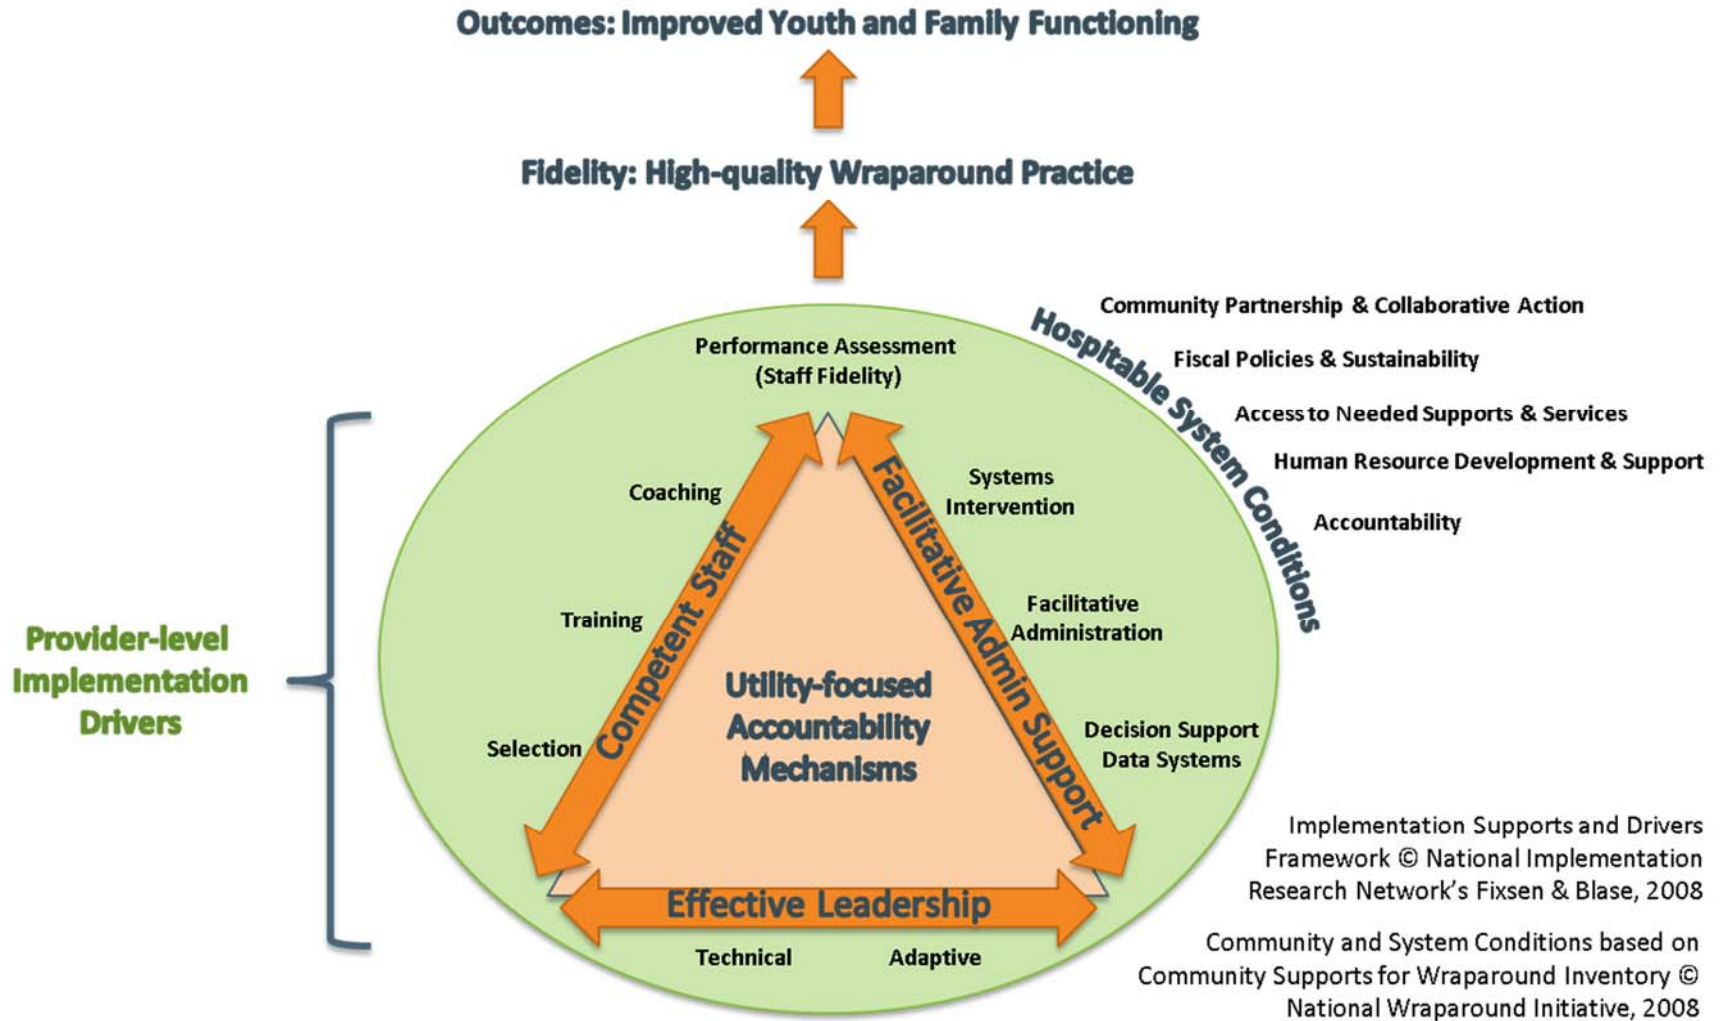 Outcomes: Improved Youth and Family Functioning
Fidelity: High-quality Wraparound Practice
Community Partnership & Collaborative Action
Hospitable System Conditions
Fiscal Policies & Sustainability
Access to Needed Supports & Services
Human Resource Development & Support
Accountability
Performance Assessment
(Staff Fidelity)
Coaching
Training
Selection
Competent Staff
Systems
Intervention
Facilitative
Administration
Decision Support
Data Systems
Facilitative Admin Support
Utility-focused
Accountability
Mechanisms
Effective Leadership
Technical
Adaptive
Provider-level
Implementation
Drivers
Implementation Supports and Drivers
Framework © National Implementation
Research Network's Fixsen & Blase, 2008
Community and System Conditions based on
Community Supports for Wraparound Inventory ©
National Wraparound Initiative, 2008